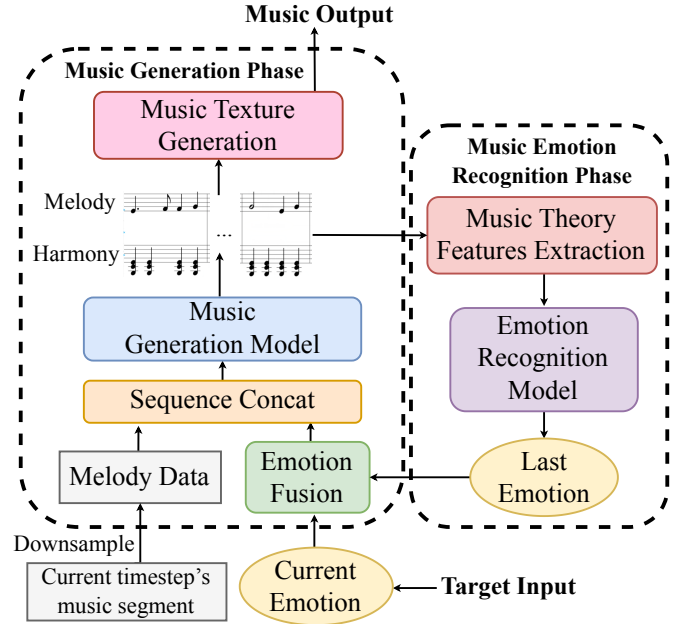 Music Output
Music Generation Phase
Music Texture
Generation
Melody
...
Harmony
Music
Generation Model
Sequence Concat
Melody Data
Emotion
Fusion
Downsample
Current timestep's
music segment
Current
Emotion
Target Input
Music Emotion
Recognition Phase
Music Theory
Features Extraction
Emotion
Recognition
Model
Last
Emotion